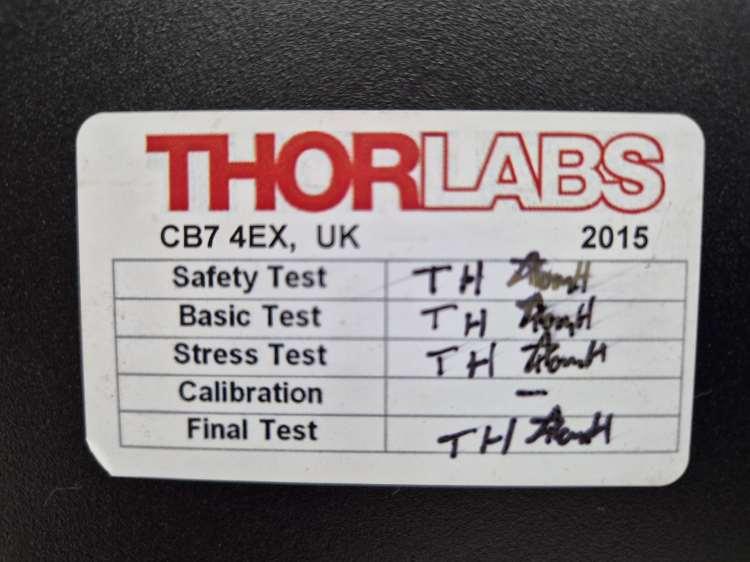 THORLABS
CB7 4EX, UK 2015
Safety Test TH
Basic Test TH
Stress Test TH
Calibration -
Final Test TH